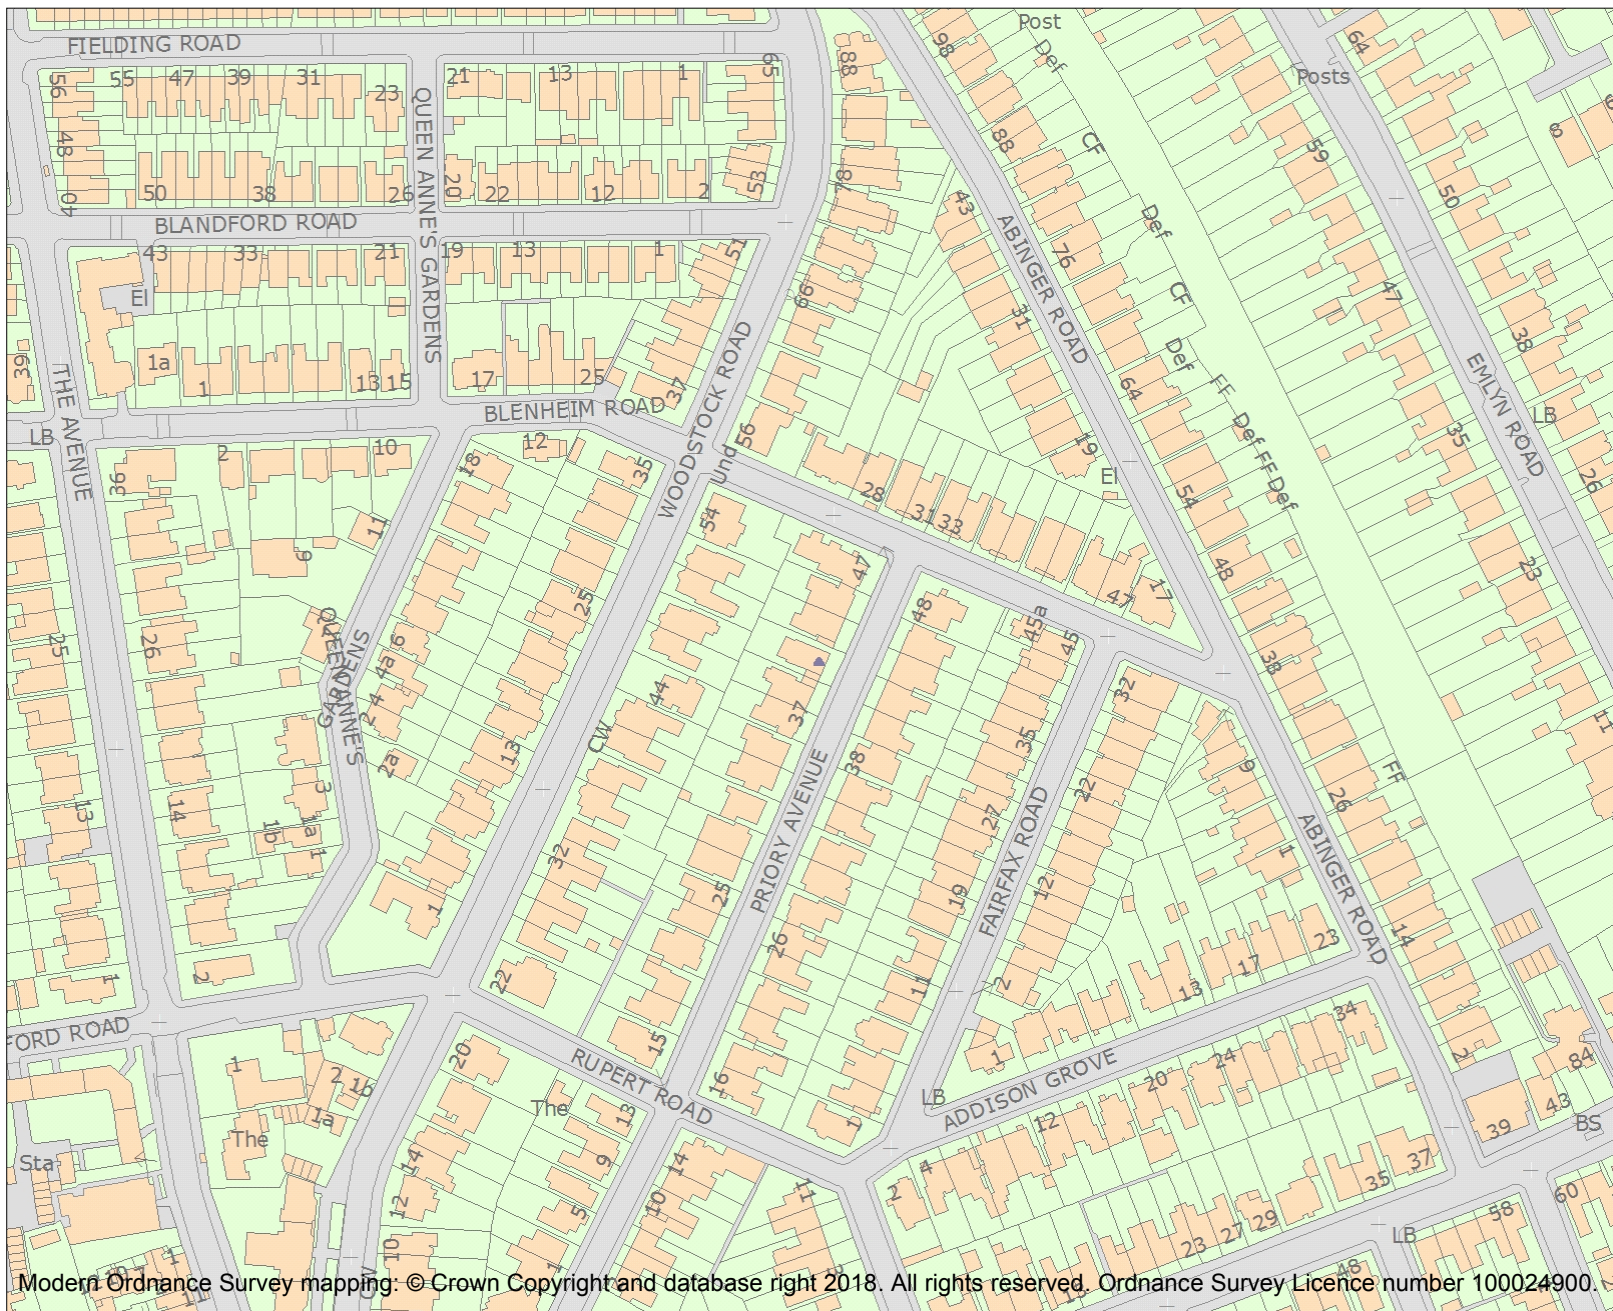 Post
FIELDING ROAD
98
64
55 47 39 31 23
21 13 1
65
88
Def
Posts
56
QUEEN ANNE'S GARDENS
48
88
CF
59
8
50 38 26
20 22 12 2
53
78
50
40
43
BLANDFORD ROAD
ABINGER ROAD
Def
43 33 21
19 13 1
51
76
El
66
31
CF
47
38
39
1a
1
13 15
17
25
37
WOODSTOCK ROAD
Def
EMLYN ROAD
THE AVENUE
BLENHEIM ROAD
64
FF
LB
LB
2
10
12
56
19
Def
FF
Def
35
36
18
35
Und
28
El
26
11
54
31 33
54
9
47
48
23
25
47
17
QUEEN ANNE'S GARDENS
48
45a
45
25
26
6
4a
4
2
38
44
37
32
11
2a
13
CW
38
35
9
FF
3
PRIORY AVENUE
22
26
13
14
1b
1a
1
32
27
FAIRFAX ROAD
1
ABINGER ROAD
25
19
12
1
26
14
23
1
2
22
11
2
13
17
FORD ROAD
34
20
15
RUPERT ROAD
1
1
2
1b
1a
16
ADDISON GROVE
20
24
2
84
The
The
13
LB
12
43
39
BS
Sta
14
9
14
1
4
2
37
35
12
5
10
11
60
58
29
27
23
10
LB
1
1
48
CW
Modern Ordnance Survey mapping: © Crown Copyright and database right 2018. All rights reserved. Ordnance Survey Licence number 100024900.